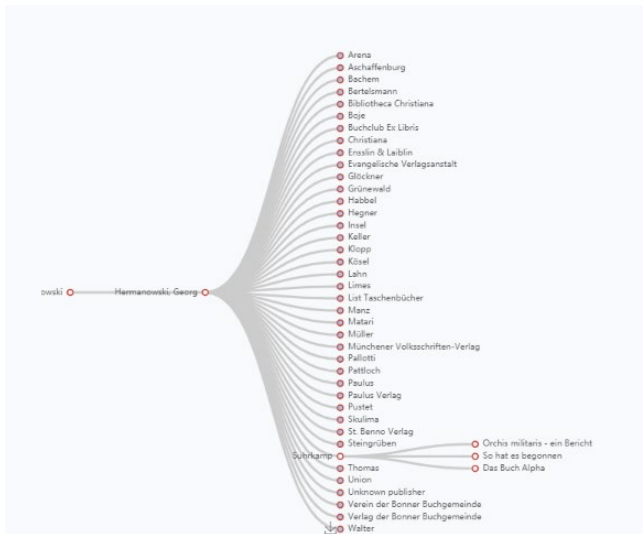 Arena
Aschaffenburg
Bachem
Bertelsmann
Bibliotheca Christiana
Boje
Buchclub Ex Libris
Christiana
Ensslin & Laiblin
Evangelische Verlagsanstalt
Glöckner
Grünewald
Habbel
Hegner
Insel
Keller
Klopp
Kösel
Lahn
owski Hermanowski, Georg
Limes
List Taschenbücher
Manz
Matari
Müller
Münchener Volksschriften-Verlag
Pallotti
Pattloch
Paulus
Paulus Verlag
Pustet
Skulima
St. Benno Verlag
Steingrüben Orchis militaris - ein Bericht
Suhrkamp So hat es begonnen
Thomas Das Buch Alpha
Union
Unknown publisher
Verein der Bonner Buchgemeinde
Verlag der Bonner Buchgemeinde
Walter